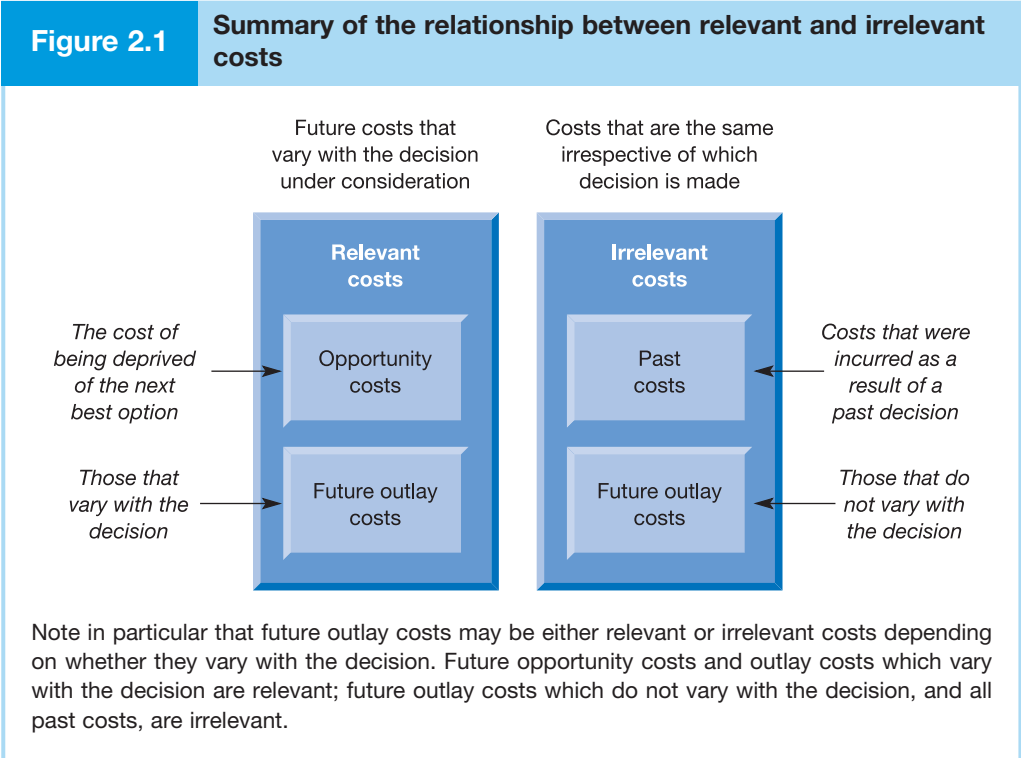 Figure 2.1
Summary of the relationship between relevant and irrelevant
costs
Future costs that
vary with the decision
under consideration
Costs that are the same
irrespective of which
decision is made
Relevant
costs
Irrelevant
costs
The cost of
being deprived
of the next
best option
Opportunity
costs
Past
costs
Costs that were
incurred as a
result of a
past decision
Those that
vary with the
decision
Future outlay
costs
Future outlay
costs
Those that do
not vary with
the decision
Note in particular that future outlay costs may be either relevant or irrelevant costs depending
on whether they vary with the decision. Future opportunity costs and outlay costs which vary
with the decision are relevant; future outlay costs which do not vary with the decision, and all
past costs, are irrelevant.